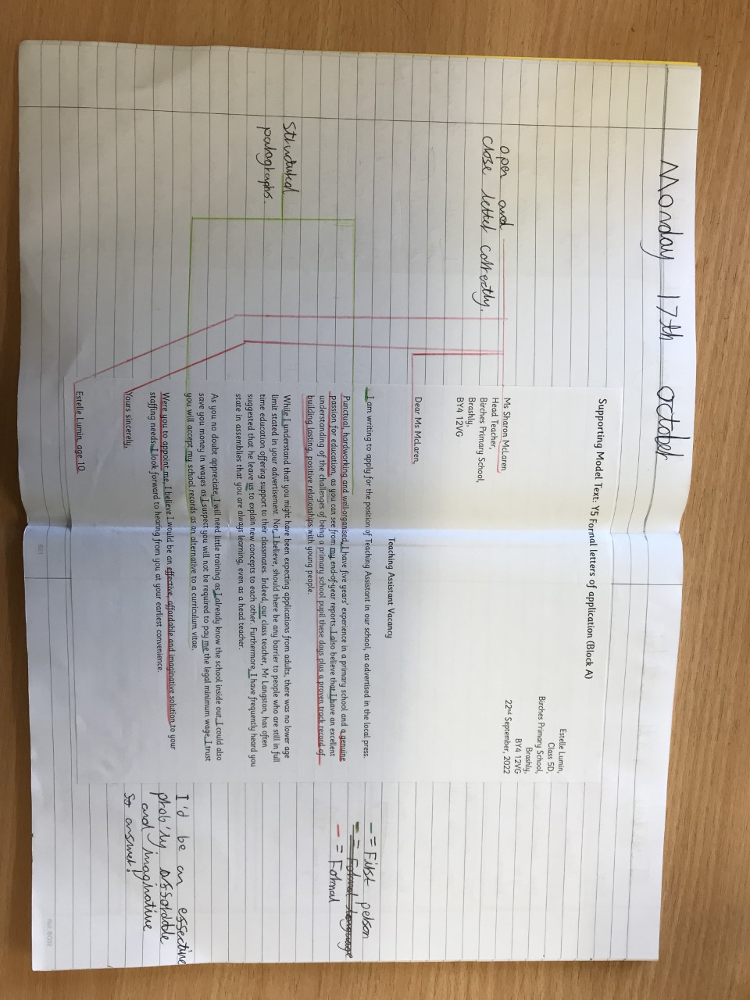 Monday 17th october
Supporting Model Text: Y5 Formal letters of application (Block A)
Estelle Lumin,
Class 5D,
Birches Primary School,
Brashly,
BY4 12VG
22nd September, 2022
open and
close letter correctly.
Ms Sharon McLaren
Head Teacher,
Birches Primary School,
Brashly,
BY4 12VG
Dear Ms McLaren,
Teaching Assistant Vacancy
I am writing to apply for the position of Teaching Assistant in our school, as advertised in the local press.
Punctual, hardworking and well-organised, I have five years' experience in a primary school and a genuine
passion for education, as you can see from my end-of-year reports. I also believe that I have an excellent
understanding of the challenges of being a primary school pupil these days plus a proven track record of
building lasting, positive relationships with young people.
While I understand that you might have been expecting applications from adults, there was no lower age
limit stated in your advertisement. Nor, I believe, should there be any barrier to people who are still in full
time education offering support to their classmates. Indeed, our class teacher, Mr Langston, has often
suggested that he leave us to explain new concepts to each other. Furthermore, I have frequently heard you
state in assemblies that you are always learning, even as a head teacher.
As you no doubt appreciate, I will need little training as I already know the school inside out. I could also
save you money in wages as I suspect you will not be required to pay me the legal minimum wage. I trust
you will accept my school records as an alternative to a curriculum vitae.
Were you to appoint me, I believe I would be an effective, affordable and imaginative solution to your
staffing needs. I look forward to hearing from you at your earliest convenience.
Yours sincerely,
Estelle Lumin, age 10
Structured
paragraphs.
- = First person
- = Formal language
- = Formal
I'd be an essective
prob'ly assordable
and imaginative
so answer!
621